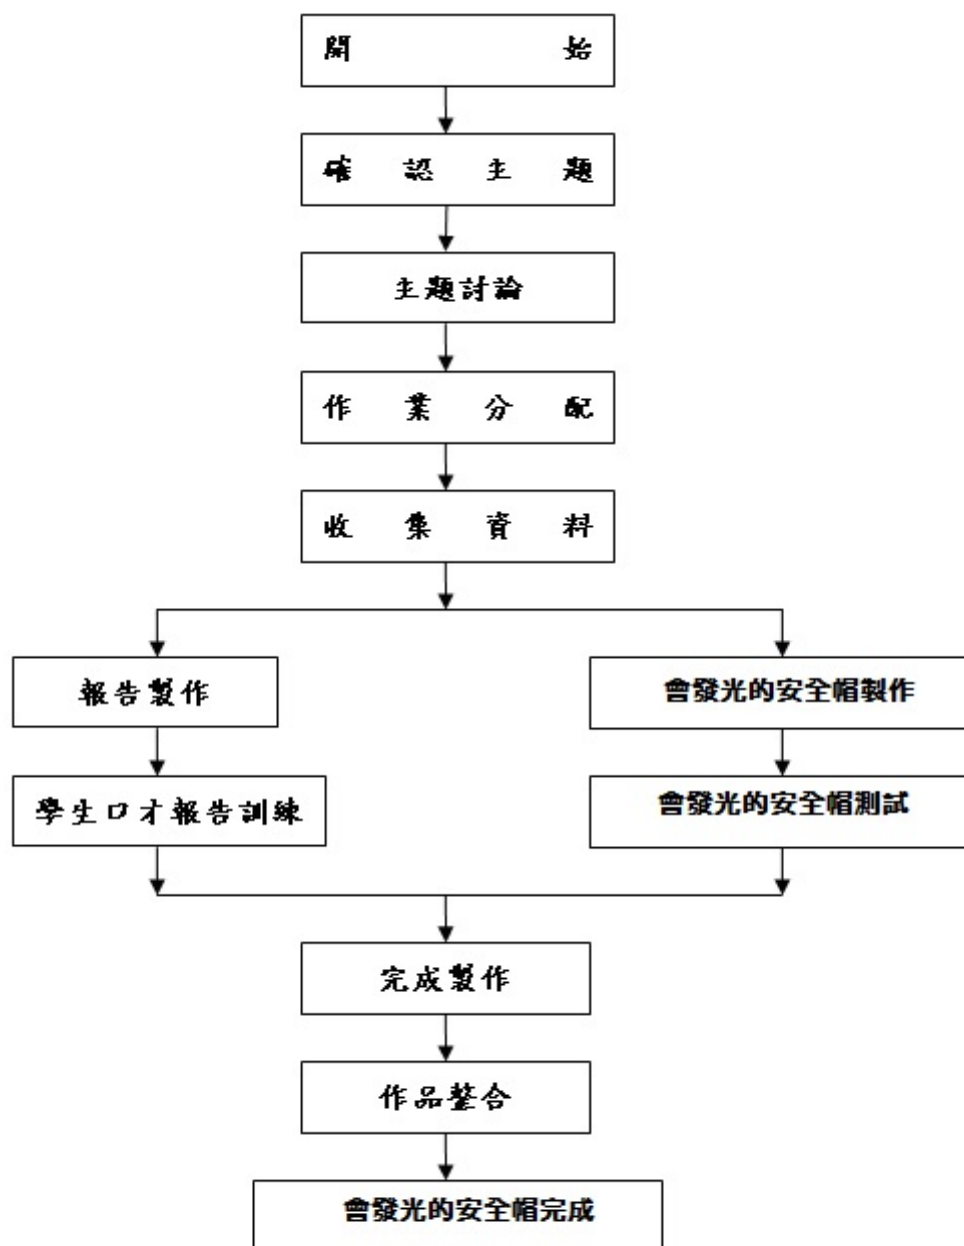 開始
確認主題
主題討論
作業分配
收集資料
報告製作
會發光的安全帽製作
學生口才報告訓練
會發光的安全帽測試
完成製作
作品整合
會發光的安全帽完成